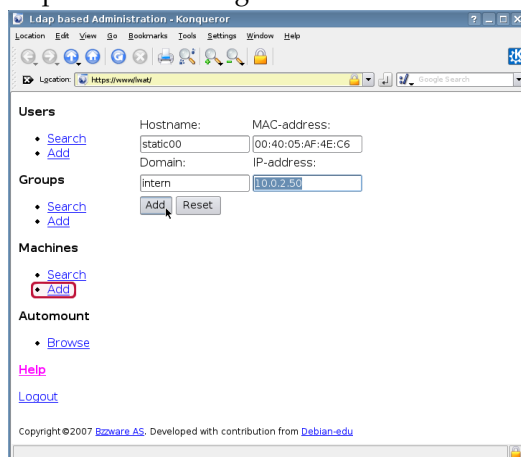 Ldap based Administration - Konqueror
Location Edit View Go Bookmarks Tools Settings Window Help
Location: https://www/lwat/ Google Search
Users
Search
Add
Groups
Search
Add
Machines
Search
Add
Automount
Browse
Help
Logout
Hostname: MAC-address:
static00 00:40:05:AF:4E:C6
Domain: IP-address:
intern 10.0.2.50
Add Reset
Copyright©2007 Bzzware AS. Developed with contribution from Debian-edu